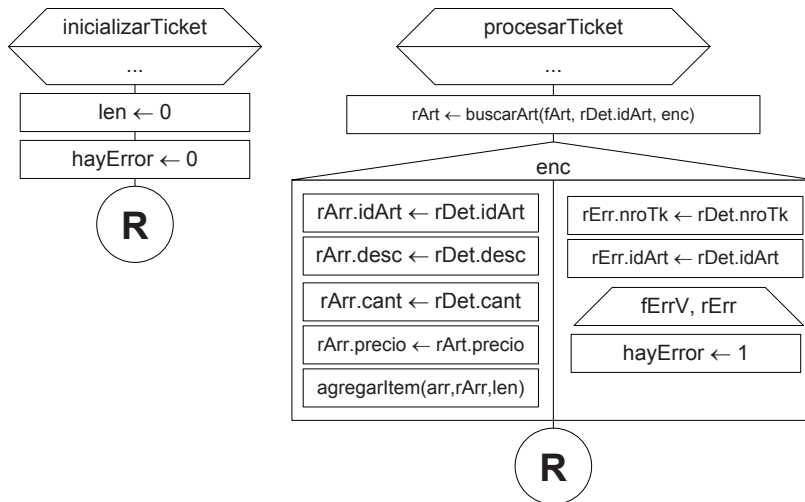 inicializarTicket
...
len ← 0
hayError ← 0
R
procesarTicket
...
rArt ← buscarArt(fArt, rDet.idArt, enc)
enc
rArr.idArt ← rDet.idArt
rArr.desc ← rDet.desc
rArr.cant ← rDet.cant
rArr.precio ← rArt.precio
agregarItem(arr,rArr,len)
rErr.nroTk ← rDet.nroTk
rErr.idArt ← rDet.idArt
fErrV, rErr
hayError ← 1
R